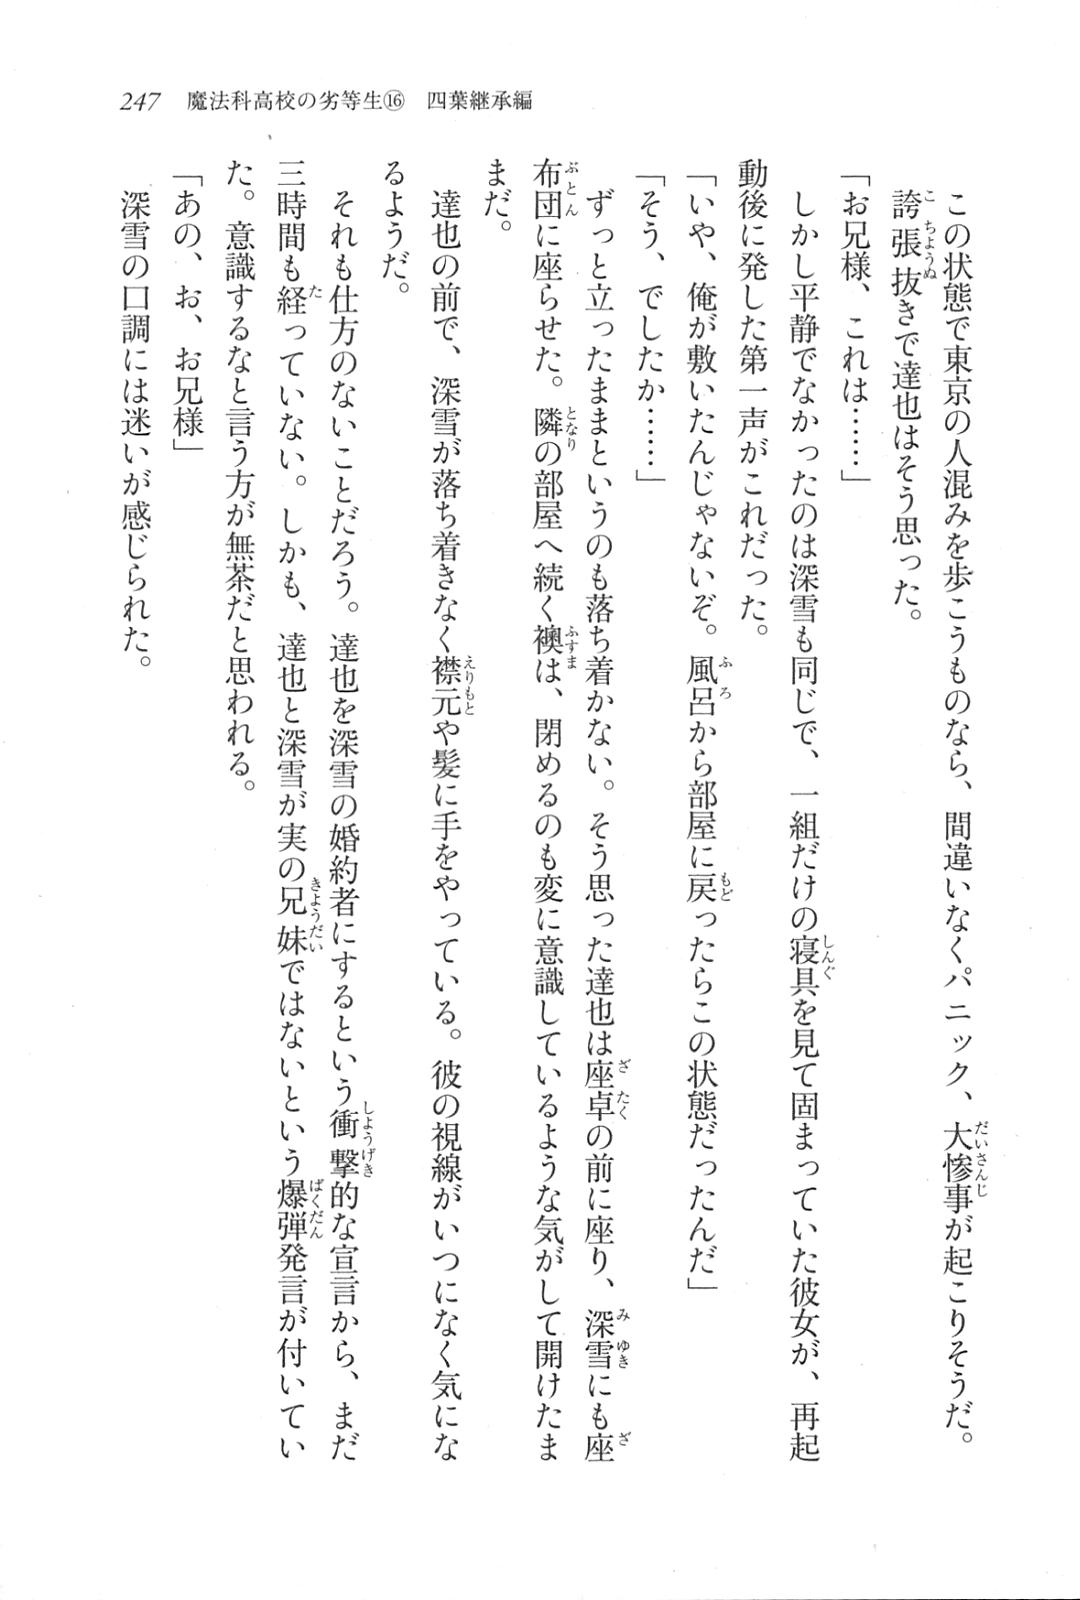 247 魔法科高校の劣等生⑯ 四葉継承編
この状態で東京の人混みを歩こうものなら、間違いなくパニック、大惨事が起こりそうだ。
誇張抜きで達也はそう思った。
「お兄様、これは……」
しかし平静でなかったのは深雪も同じで、一組だけの寝具を見て固まっていた彼女が、再起
動後に発した第一声がこれだった。
「いや、俺が敷いたんじゃないぞ。風呂から部屋に戻ったらこの状態だったんだ」
「そう、でしたか……」
ずっと立ったままというのも落ち着かない。そう思った達也は座卓の前に座り、深雪にも座
布団に座らせた。隣の部屋へ続く襖は、閉めるのも変に意識しているような気がして開けたま
まだ。
達也の前で、深雪が落ち着きなく襟元や髪に手をやっている。彼の視線がいつになく気にな
るようだ。
それも仕方のないことだろう。達也を深雪の婚約者にするという衝撃的な宣言から、まだ
三時間も経っていない。しかも、達也と深雪が実の兄妹ではないという爆弾発言が付いてい
た。意識するなと言う方が無茶だと思われる。
「あの、お、お兄様」
深雪の口調には迷いが感じられた。